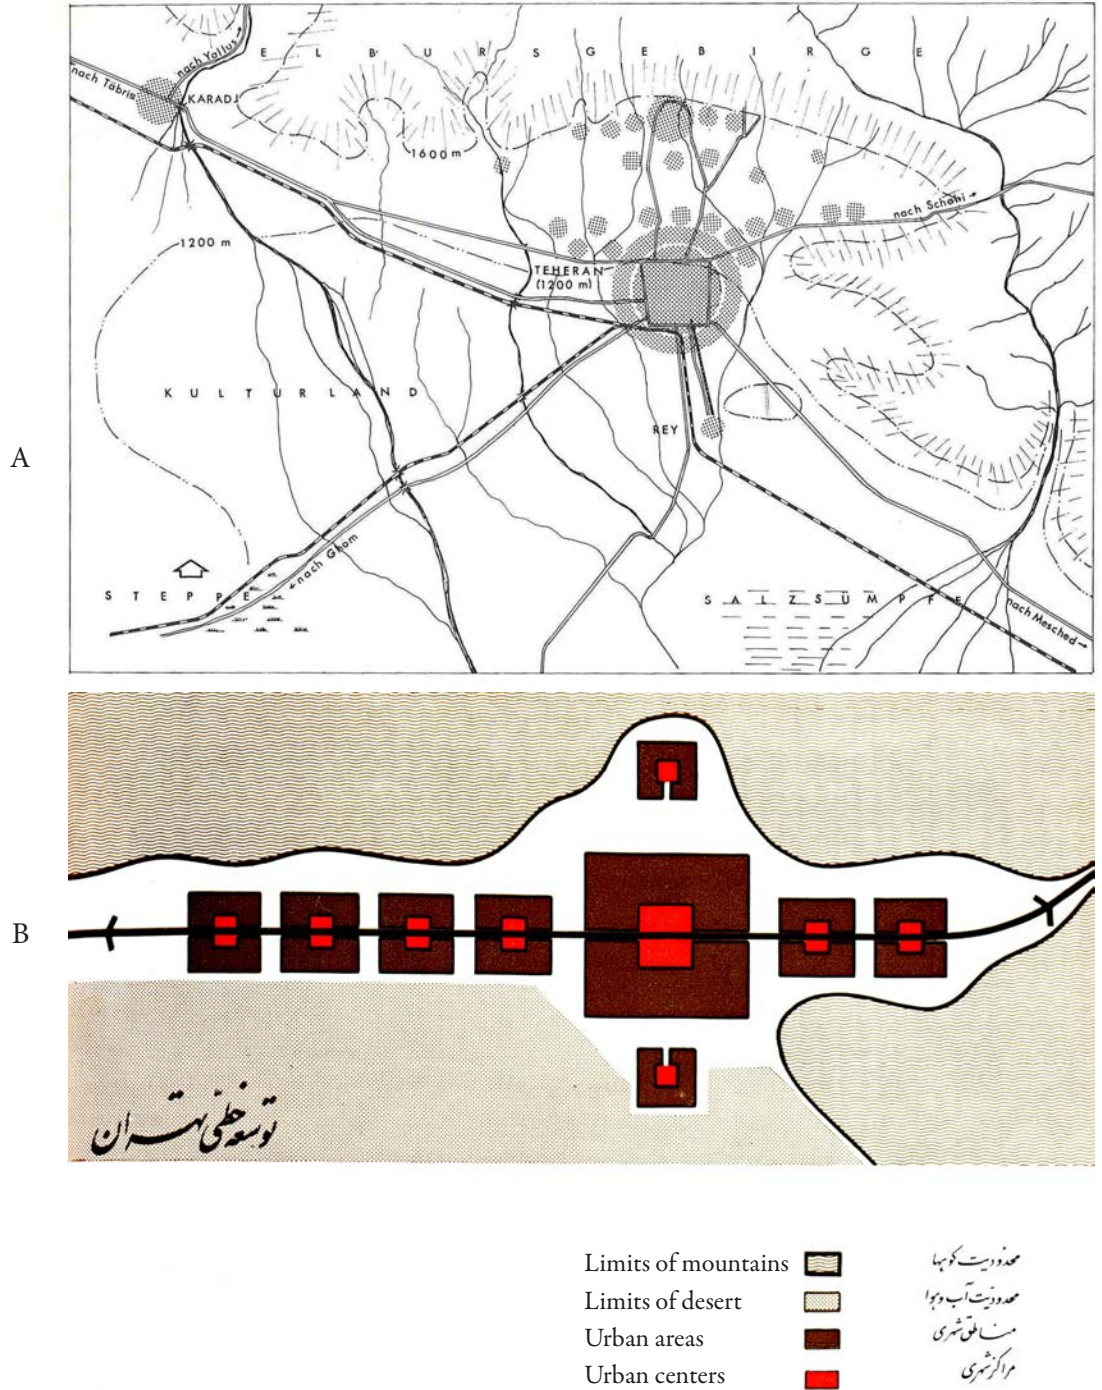 A
E L B U R S G E B I R G E
nach Yallus
nach Täbris
KARADJ
1600 m
nach Schahi
1200 m
TEHERAN
(1200 m)
K U L T U R L A N D
REY
nach Ghom
S T E P P E
S A L Z S Ü M P F E
nach Mesched
B
توسعه خطی تهران
Limits of mountains محدودیت کوهها
Limits of desert محدودیت آب و هوا
Urban areas مناطق شهری
Urban centers مراکز شهری